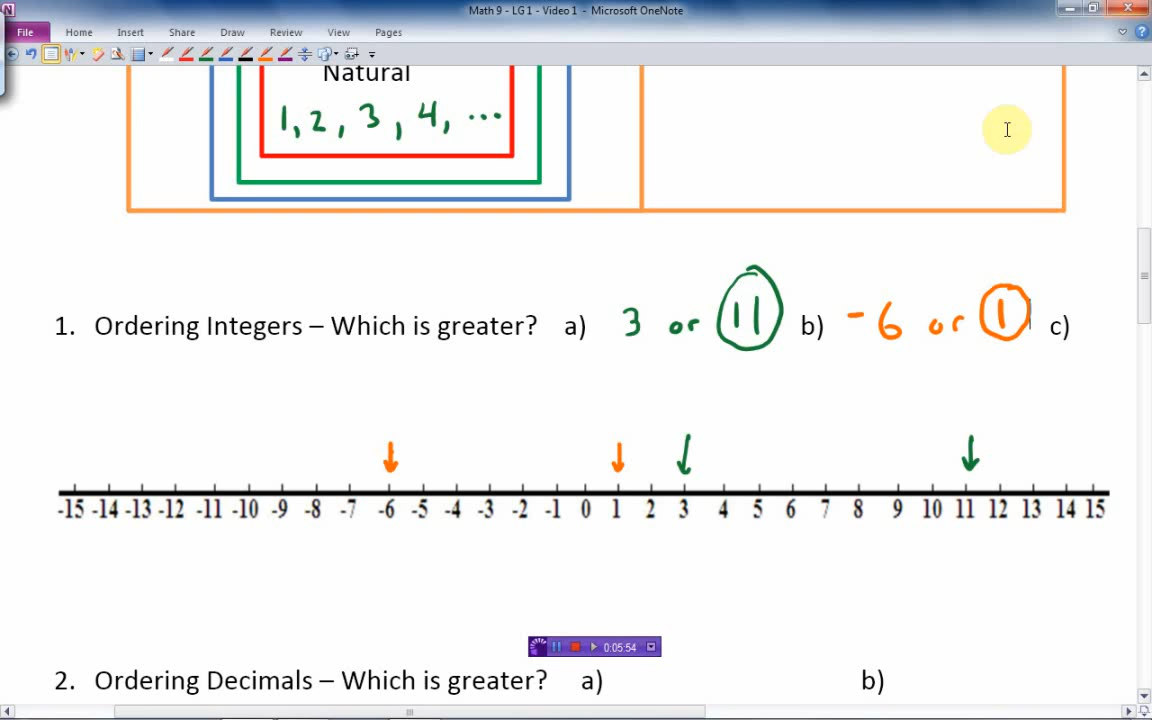 Math 9 - LG 1 - Video 1 - Microsoft OneNote
File Home Insert Share Draw Review View Pages
Natural
1, 2, 3, 4, ...
1. Ordering Integers – Which is greater? a) 3 or 11 b) -6 or 1 c)
-15 -14 -13 -12 -11 -10 -9 -8 -7 -6 -5 -4 -3 -2 -1 0 1 2 3 4 5 6 7 8 9 10 11 12 13 14 15
0:05:54
2. Ordering Decimals – Which is greater? a) b)